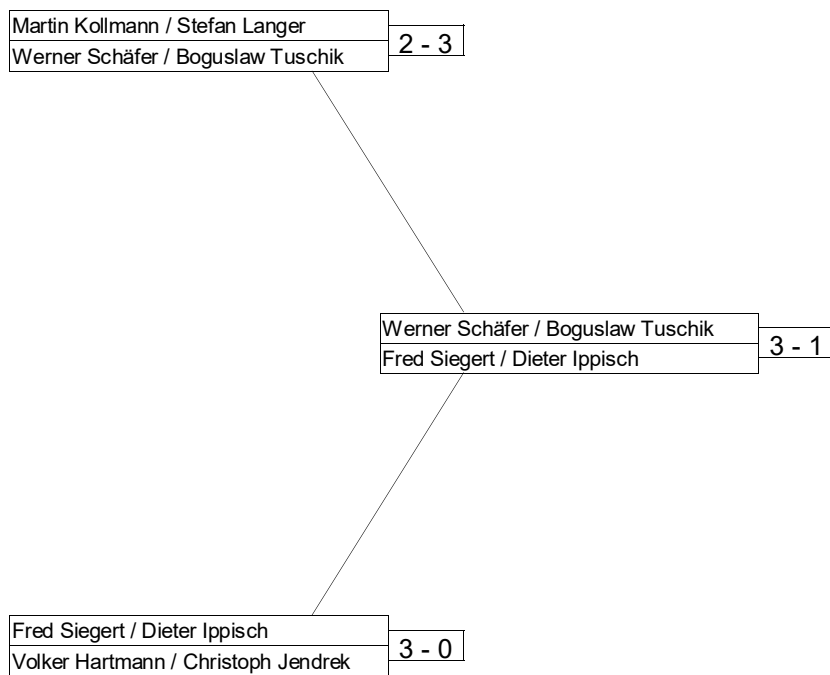 Martin Kollmann / Stefan Langer
2 - 3
Werner Schäfer / Boguslaw Tuschik
Werner Schäfer / Boguslaw Tuschik
3 - 1
Fred Siegert / Dieter Ippisch
Fred Siegert / Dieter Ippisch
3 - 0
Volker Hartmann / Christoph Jendrek